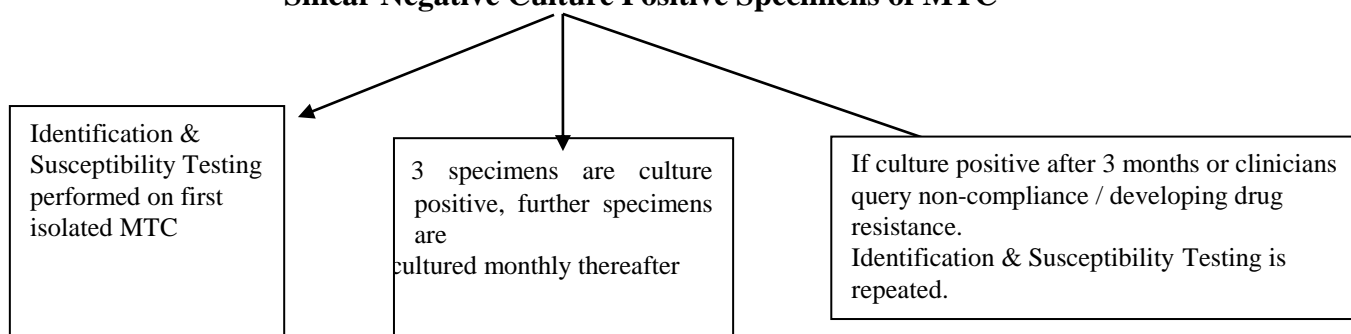 Smear Negative Culture Positive Specimens of MTC
Identification &
Susceptibility Testing
performed on first
isolated MTC
3 specimens are culture
positive, further specimens
are
cultured monthly thereafter
If culture positive after 3 months or clinicians
query non-compliance / developing drug
resistance.
Identification & Susceptibility Testing is
repeated.